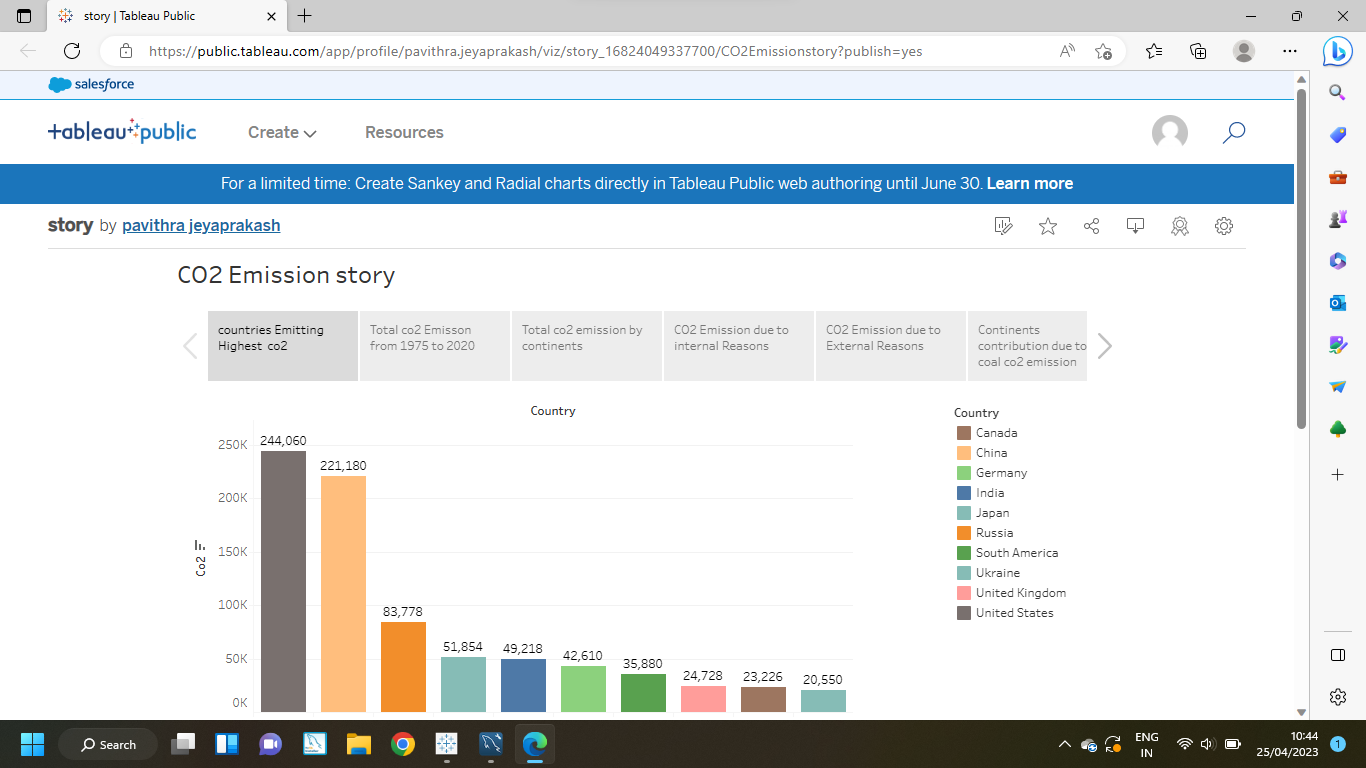 story | Tableau Public
https://public.tableau.com/app/profile/pavithra.jeyaprakash/viz/story_16824049337700/CO2Emissionstory?publish=yes
salesforce
+ableau public
Create
Resources
For a limited time: Create Sankey and Radial charts directly in Tableau Public web authoring until June 30. Learn more
story by pavithra jeyaprakash
CO2 Emission story
countries Emitting
Highest co2
Total co2 Emisson
from 1975 to 2020
Total co2 emission by
continents
CO2 Emission due to
internal Reasons
CO2 Emission due to
External Reasons
Continents
contribution due to
coal co2 emission
Country
Co2
250K
200K
150K
100K
50K
0K
244,060
221,180
83,778
51,854
49,218
42,610
35,880
24,728
23,226
20,550
Country
Canada
China
Germany
India
Japan
Russia
South America
Ukraine
United Kingdom
United States
Search
ENG
IN
10:44
25/04/2023
1